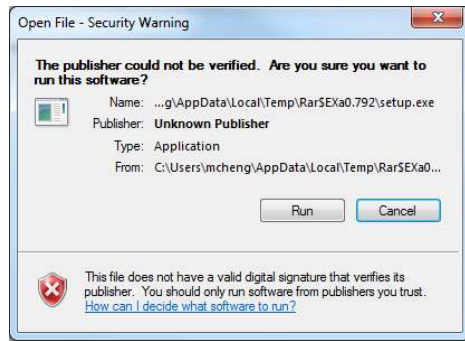 Open File - Security Warning
The publisher could not be verified.  Are you sure you want to
run this software?
Name: ...g\AppData\Local\Temp\Rar$EXa0.792\setup.exe
Publisher: Unknown Publisher
Type: Application
From: C:\Users\mcheng\AppData\Local\Temp\Rar$EXa0...
Run Cancel
This file does not have a valid digital signature that verifies its
publisher.  You should only run software from publishers you trust.
How can I decide what software to run?